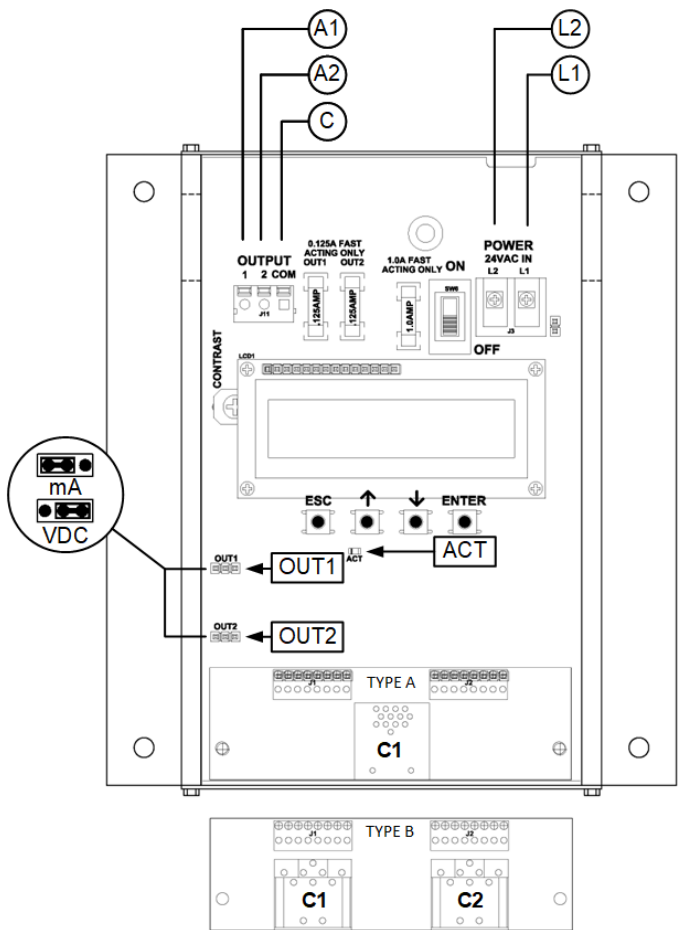 A1
L2
A2
L1
C
OUTPUT
1 2 COM
J11
0.125A FAST
ACTING ONLY
OUT1 OUT2
.125AMP
.125AMP
1.0A FAST
ACTING ONLY
1.0AMP
ON
SW6
OFF
POWER
24VAC IN
L2 L1
J3
CONTRAST
LCD1
mA
VDC
ESC
ENTER
ACT
ACT
OUT1
OUT1
OUT2
OUT2
J1
TYPE A
J2
C1
J1
TYPE B
J2
C1
C2